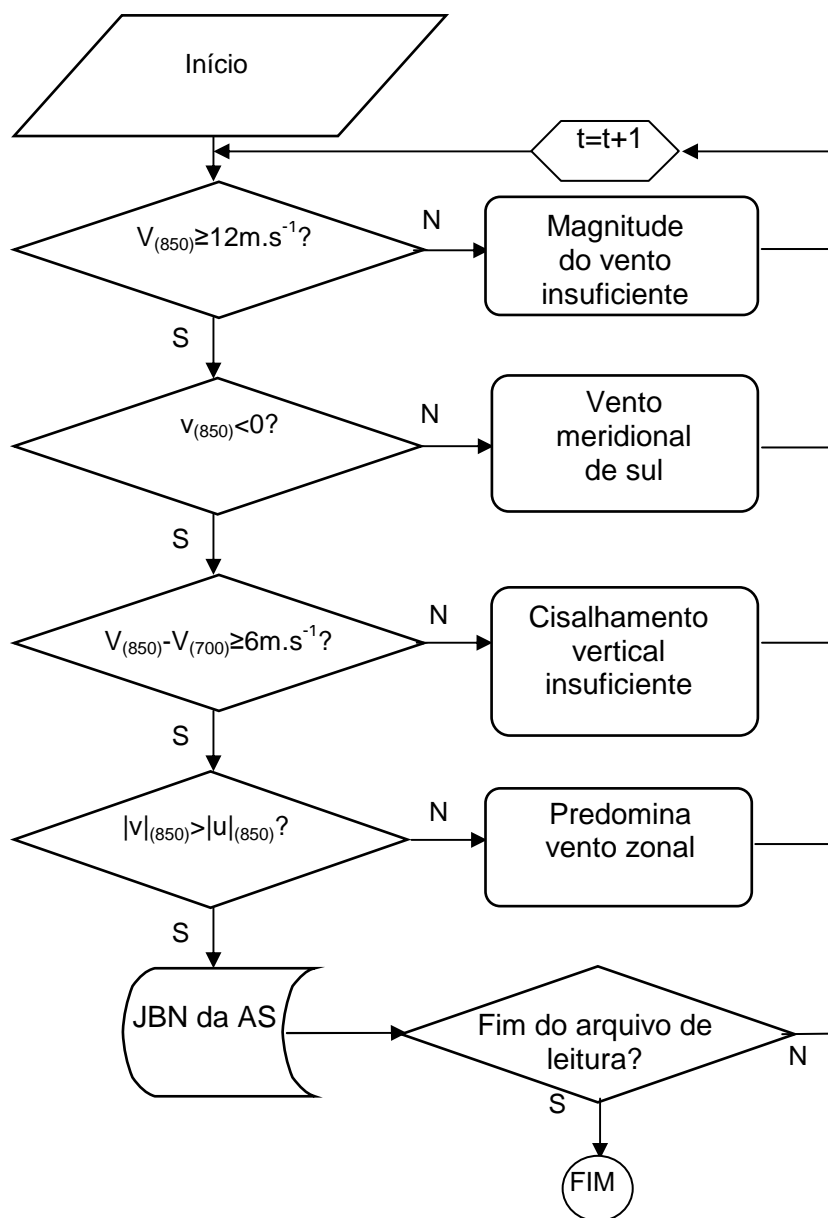 Início
t=t+1
V(850)≥12m.s-1?
N
Magnitude
do vento
insuficiente
S
v(850)<0?
N
Vento
meridional
de sul
S
V(850)-V(700)≥6m.s-1?
N
Cisalhamento
vertical
insuficiente
S
|v|(850)>|u|(850)?
N
Predomina
vento zonal
S
JBN da AS
Fim do arquivo de
leitura?
N
S
FIM